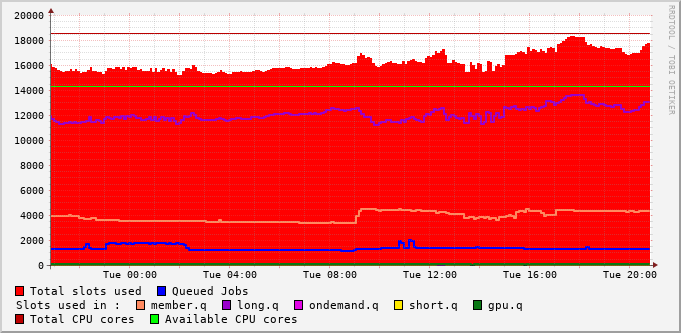 20000
18000
16000
14000
12000
10000
8000
6000
4000
2000
0
Tue 00:00 Tue 04:00 Tue 08:00 Tue 12:00 Tue 16:00 Tue 20:00
RRDTOOL / TOBI OETIKER
Total slots used Queued Jobs
Slots used in : member.q long.q ondemand.q short.q gpu.q
Total CPU cores Available CPU cores